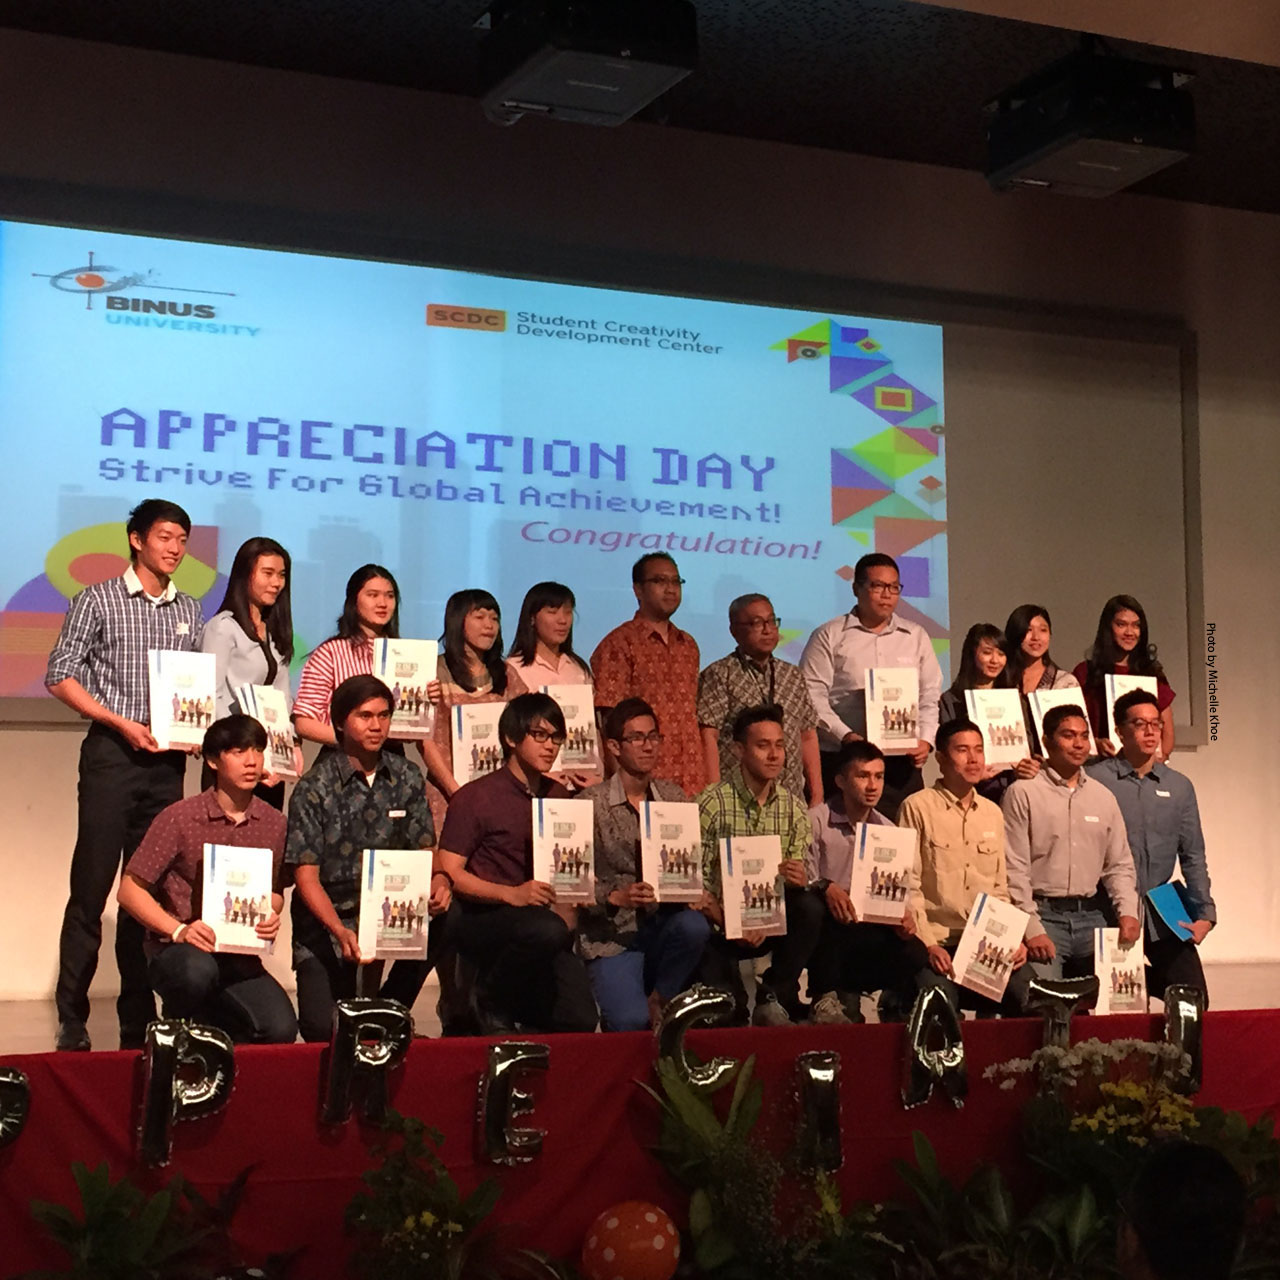 BINUS
UNIVERSITY
SCDC
Student Creativity
Development Center
APPRECIATION DAY
Strive For Global Achievement!
Congratulation!
Photo by Michelle Khoe
P P R E C I A T I